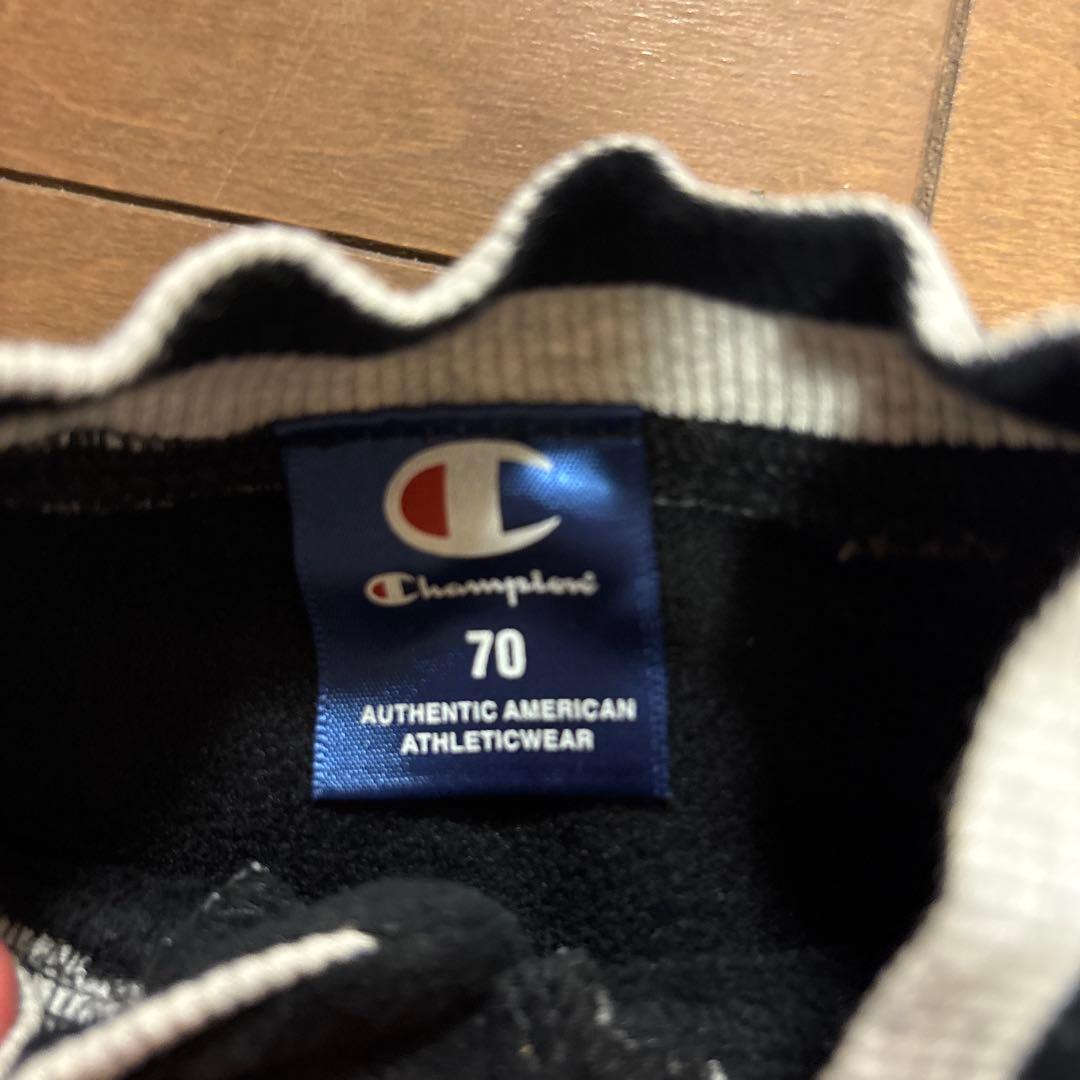 Champion
70
AUTHENTIC AMERICAN
ATHLETICWEAR